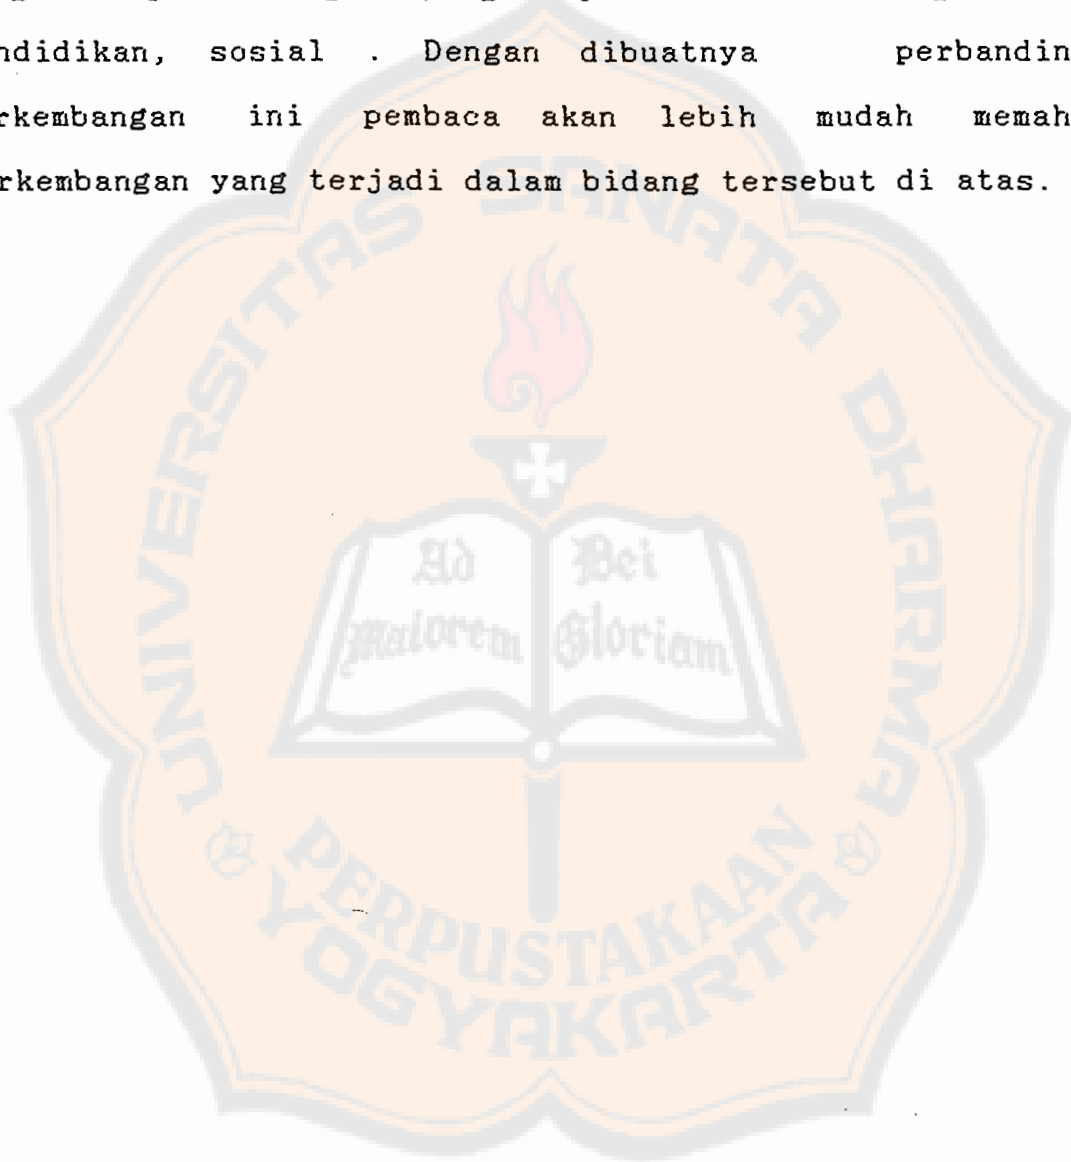 ndidikan, sosial . Dengan dibuatnya perbandin
rkembangan ini pembaca akan lebih mudah memah
rkembangan yang terjadi dalam bidang tersebut di atas.
UNIVERSITAS SANATA DHARMA
Ad Dei
maiorem Gloriam
PERPUSTAKAAN
YOGYAKARTA